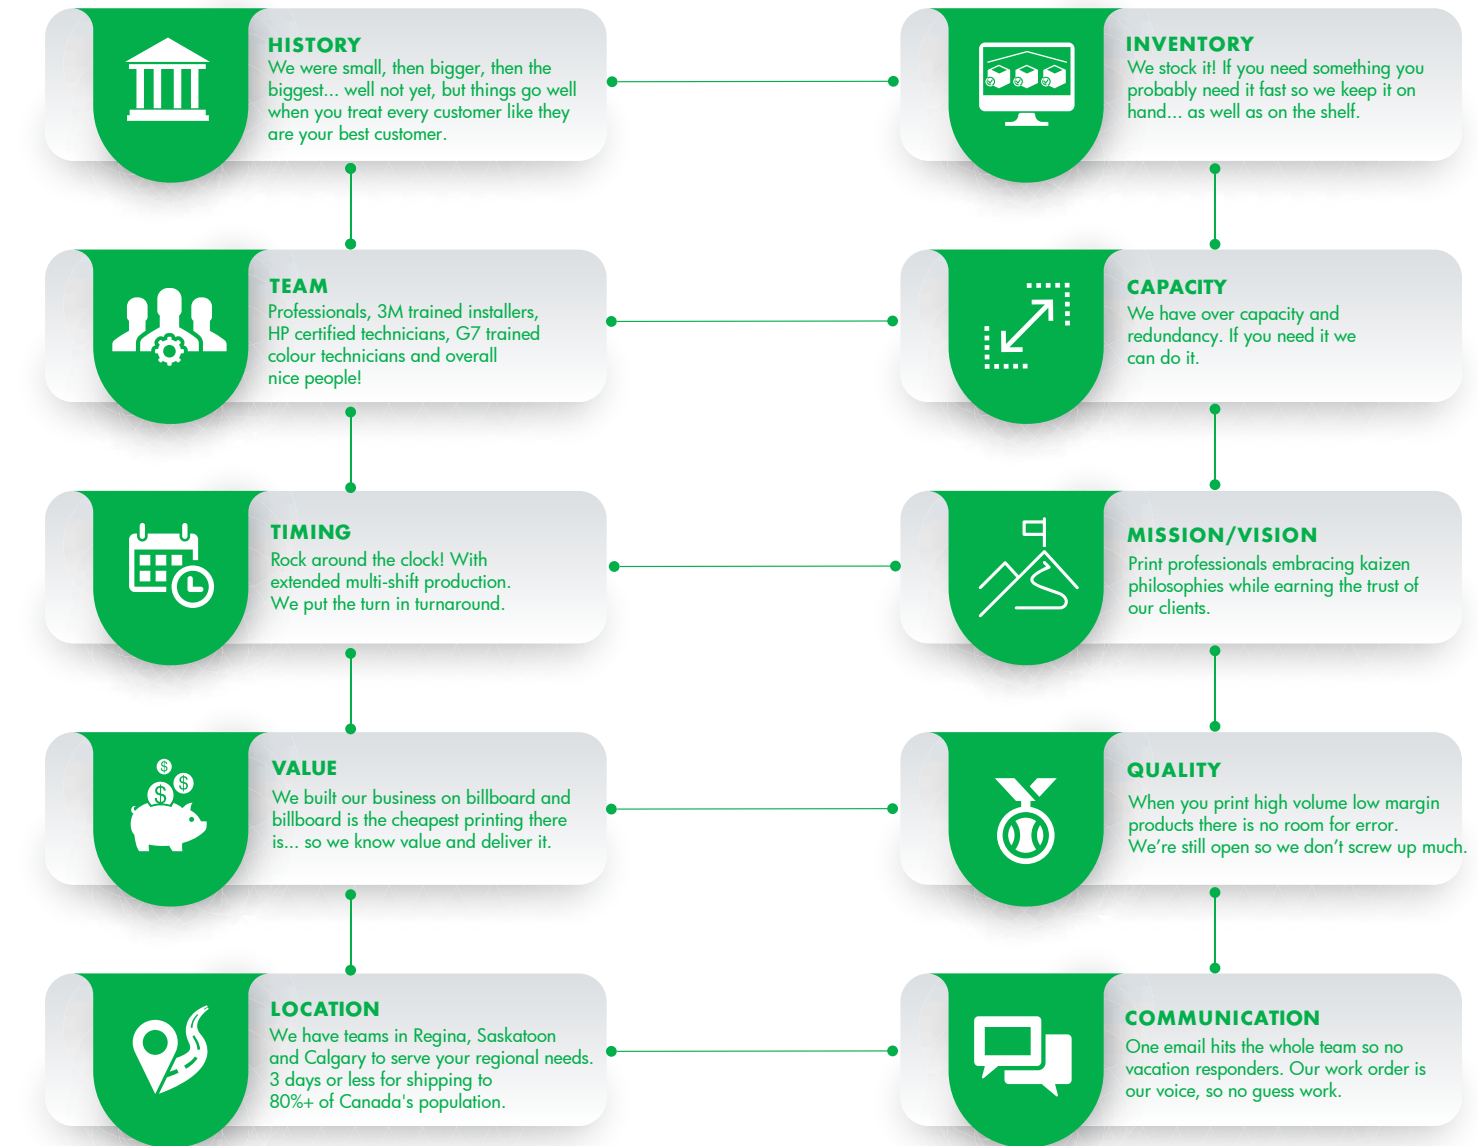 HISTORY
We were small, then bigger, then the
biggest... well not yet, but things go well
when you treat every customer like they
are your best customer.
INVENTORY
We stock it! If you need something you
probably need it fast so we keep it on
hand... as well as on the shelf.
TEAM
Professionals, 3M trained installers,
HP certified technicians, G7 trained
colour technicians and overall
nice people!
CAPACITY
We have over capacity and
redundancy. If you need it we
can do it.
TIMING
Rock around the clock! With
extended multi-shift production.
We put the turn in turnaround.
MISSION/VISION
Print professionals embracing kaizen
philosophies while earning the trust of
our clients.
$
$
$
VALUE
We built our business on billboard and
billboard is the cheapest printing there
is... so we know value and deliver it.
QUALITY
When you print high volume low margin
products there is no room for error.
We're still open so we don't screw up much.
LOCATION
We have teams in Regina, Saskatoon
and Calgary to serve your regional needs.
3 days or less for shipping to
80%+ of Canada's population.
COMMUNICATION
One email hits the whole team so no
vacation responders. Our work order is
our voice, so no guess work.